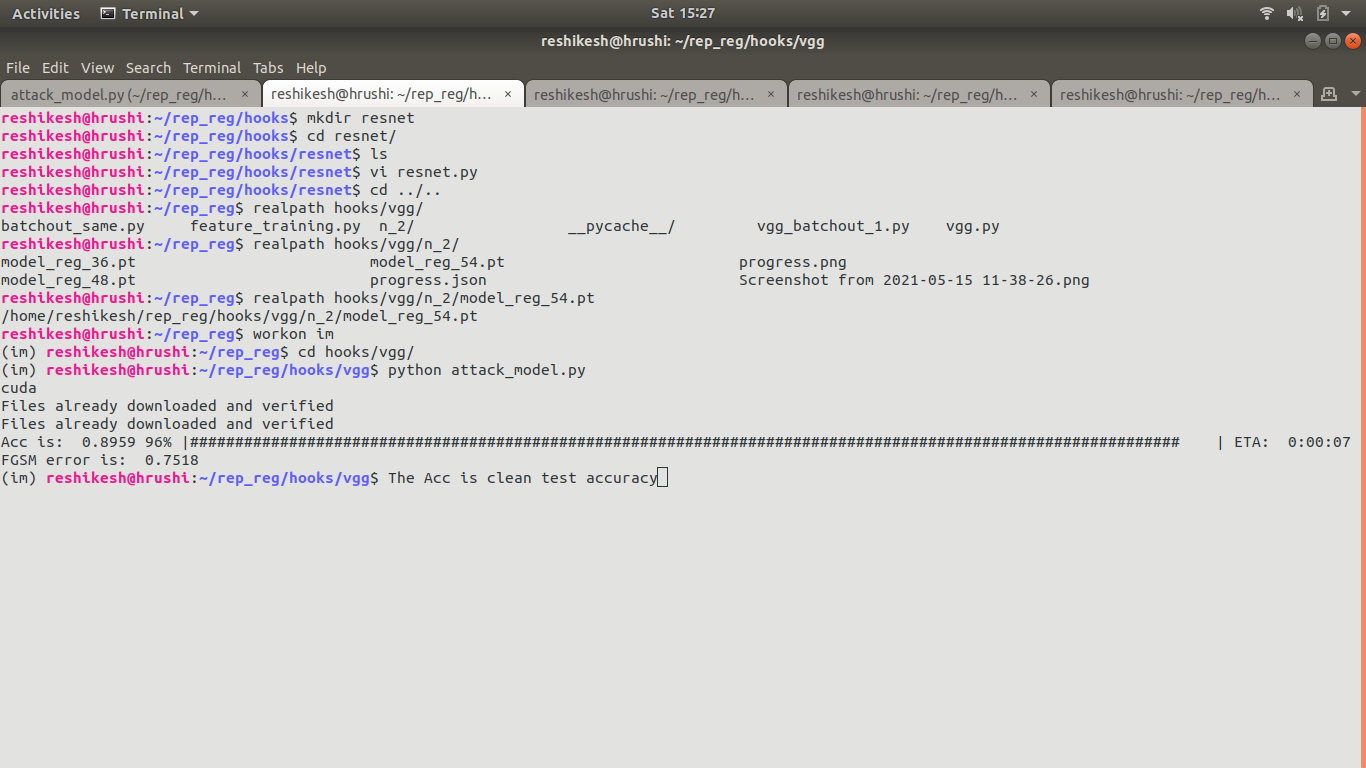 Activities Terminal Sat 15:27
reshikesh@hrushi: ~/rep_reg/hooks/vgg
File Edit View Search Terminal Tabs Help
attack_model.py (~/rep_reg/h... × reshikesh@hrushi: ~/rep_reg/h... × reshikesh@hrushi: ~/rep_reg/h... × reshikesh@hrushi: ~/rep_reg/h... × reshikesh@hrushi: ~/rep_reg/h... ×
reshikesh@hrushi:~/rep_reg/hooks$ mkdir resnet
reshikesh@hrushi:~/rep_reg/hooks$ cd resnet/
reshikesh@hrushi:~/rep_reg/hooks/resnet$ ls
reshikesh@hrushi:~/rep_reg/hooks/resnet$ vi resnet.py
reshikesh@hrushi:~/rep_reg/hooks/resnet$ cd ../..
reshikesh@hrushi:~/rep_reg$ realpath hooks/vgg/
batchout_same.py feature_training.py n_2/ __pycache__/ vgg_batchout_1.py vgg.py
reshikesh@hrushi:~/rep_reg$ realpath hooks/vgg/n_2/
model_reg_36.pt model_reg_54.pt progress.png
model_reg_48.pt progress.json Screenshot from 2021-05-15 11-38-26.png
reshikesh@hrushi:~/rep_reg$ realpath hooks/vgg/n_2/model_reg_54.pt
/home/reshikesh/rep_reg/hooks/vgg/n_2/model_reg_54.pt
reshikesh@hrushi:~/rep_reg$ workon im
(im) reshikesh@hrushi:~/rep_reg$ cd hooks/vgg/
(im) reshikesh@hrushi:~/rep_reg/hooks/vgg$ python attack_model.py
cuda
Files already downloaded and verified
Files already downloaded and verified
Acc is:  0.8959 96% |############################################################################################################## | ETA:  0:00:07
FGSM error is:  0.7518
(im) reshikesh@hrushi:~/rep_reg/hooks/vgg$ The Acc is clean test accuracy